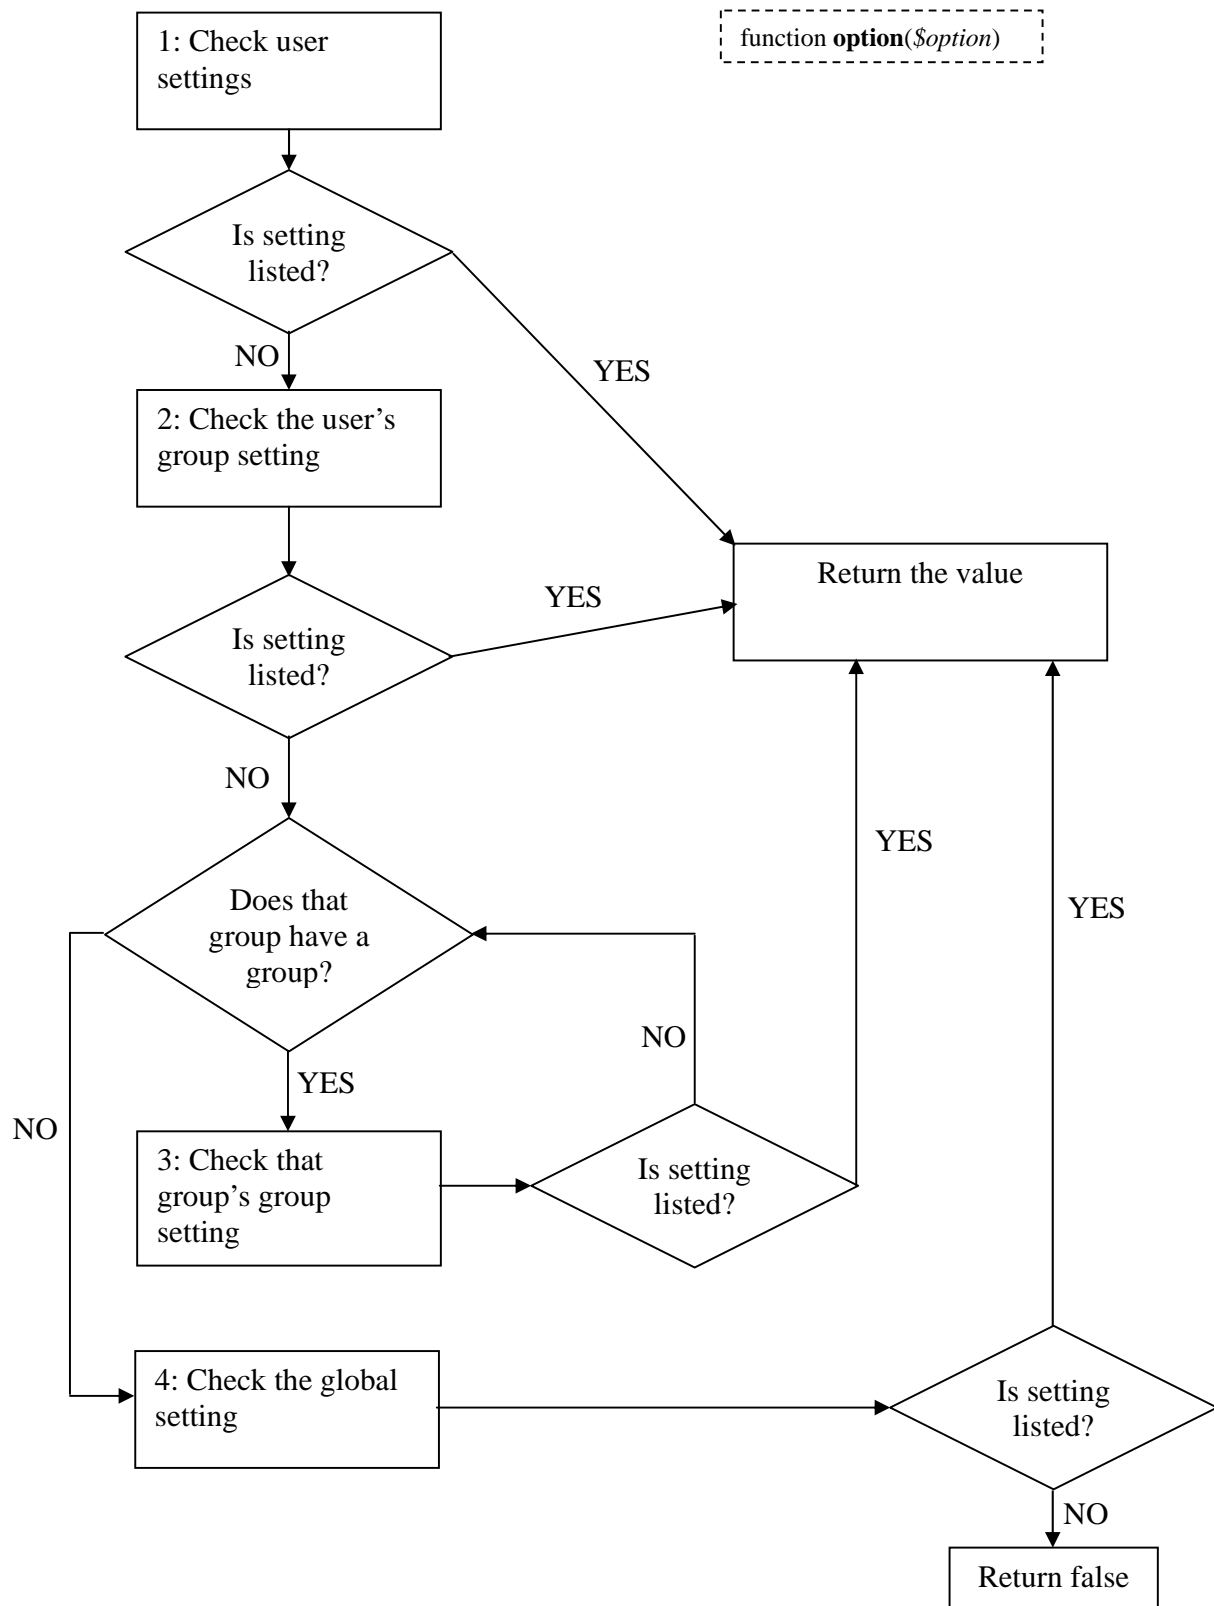 1: Check user
settings
function option($option)
Is setting
listed?
NO
YES
2: Check the user’s
group setting
Return the value
YES
Is setting
listed?
NO
YES
Does that
group have a
group?
YES
NO
YES
NO
3: Check that
group’s group
setting
Is setting
listed?
4: Check the global
setting
Is setting
listed?
NO
Return false